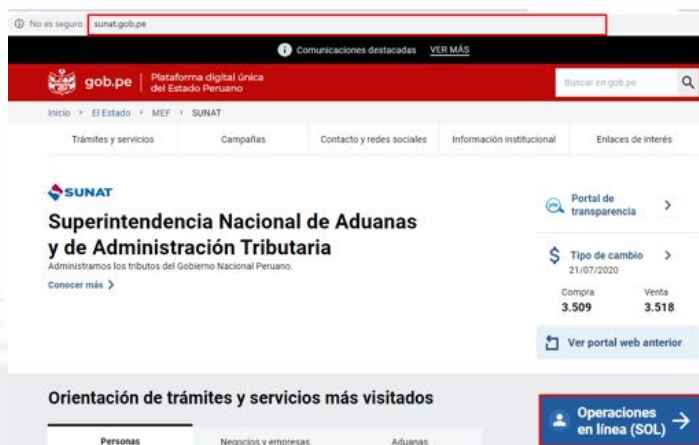 No es seguro sunat.gob.pe
Comunicaciones destacadas VER MÁS
gob.pe
Plataforma digital única
del Estado Peruano
Buscar en gob.pe
Inicio › El Estado › MEF › SUNAT
Trámites y servicios Campañas Contacto y redes sociales Información institucional Enlaces de interés
SUNAT
Superintendencia Nacional de Aduanas
y de Administración Tributaria
Administramos los tributos del Gobierno Nacional Peruano.
Conocer más ›
Portal de
transparencia ›
$ Tipo de cambio ›
21/07/2020
Compra Venta
3.509 3.518
Ver portal web anterior
Orientación de trámites y servicios más visitados
Personas Negocios y empresas Aduanas
Operaciones
en línea (SOL) →